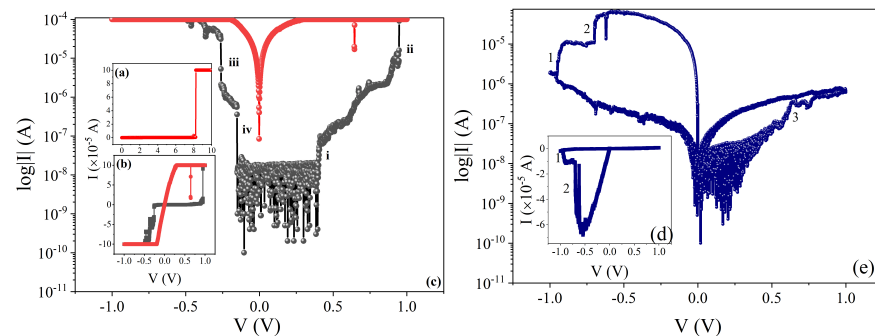 10⁻⁴
10⁻⁵
10⁻⁶
10⁻⁷
10⁻⁸
10⁻⁹
10⁻¹⁰
10⁻¹¹
log|I| (A)
-1.0 -0.5 0.0 0.5 1.0
V (V)
i
ii
iii
iv
(c)
(a)
10
8
6
4
2
0
0 2 4 6 8 10
I (×10⁻⁵ A)
(b)
10
5
0
-5
-10
-1.0 -0.5 0.0 0.5 1.0
V (V)
10⁻⁴
10⁻⁵
10⁻⁶
10⁻⁷
10⁻⁸
10⁻⁹
10⁻¹⁰
10⁻¹¹
log|I| (A)
-1.0 -0.5 0.0 0.5 1.0
V (V)
1
2
3
(e)
0
-2
-4
-6
I (×10⁻⁵ A)
1
2
(d)
-1.0 -0.5 0.0 0.5 1.0
V (V)